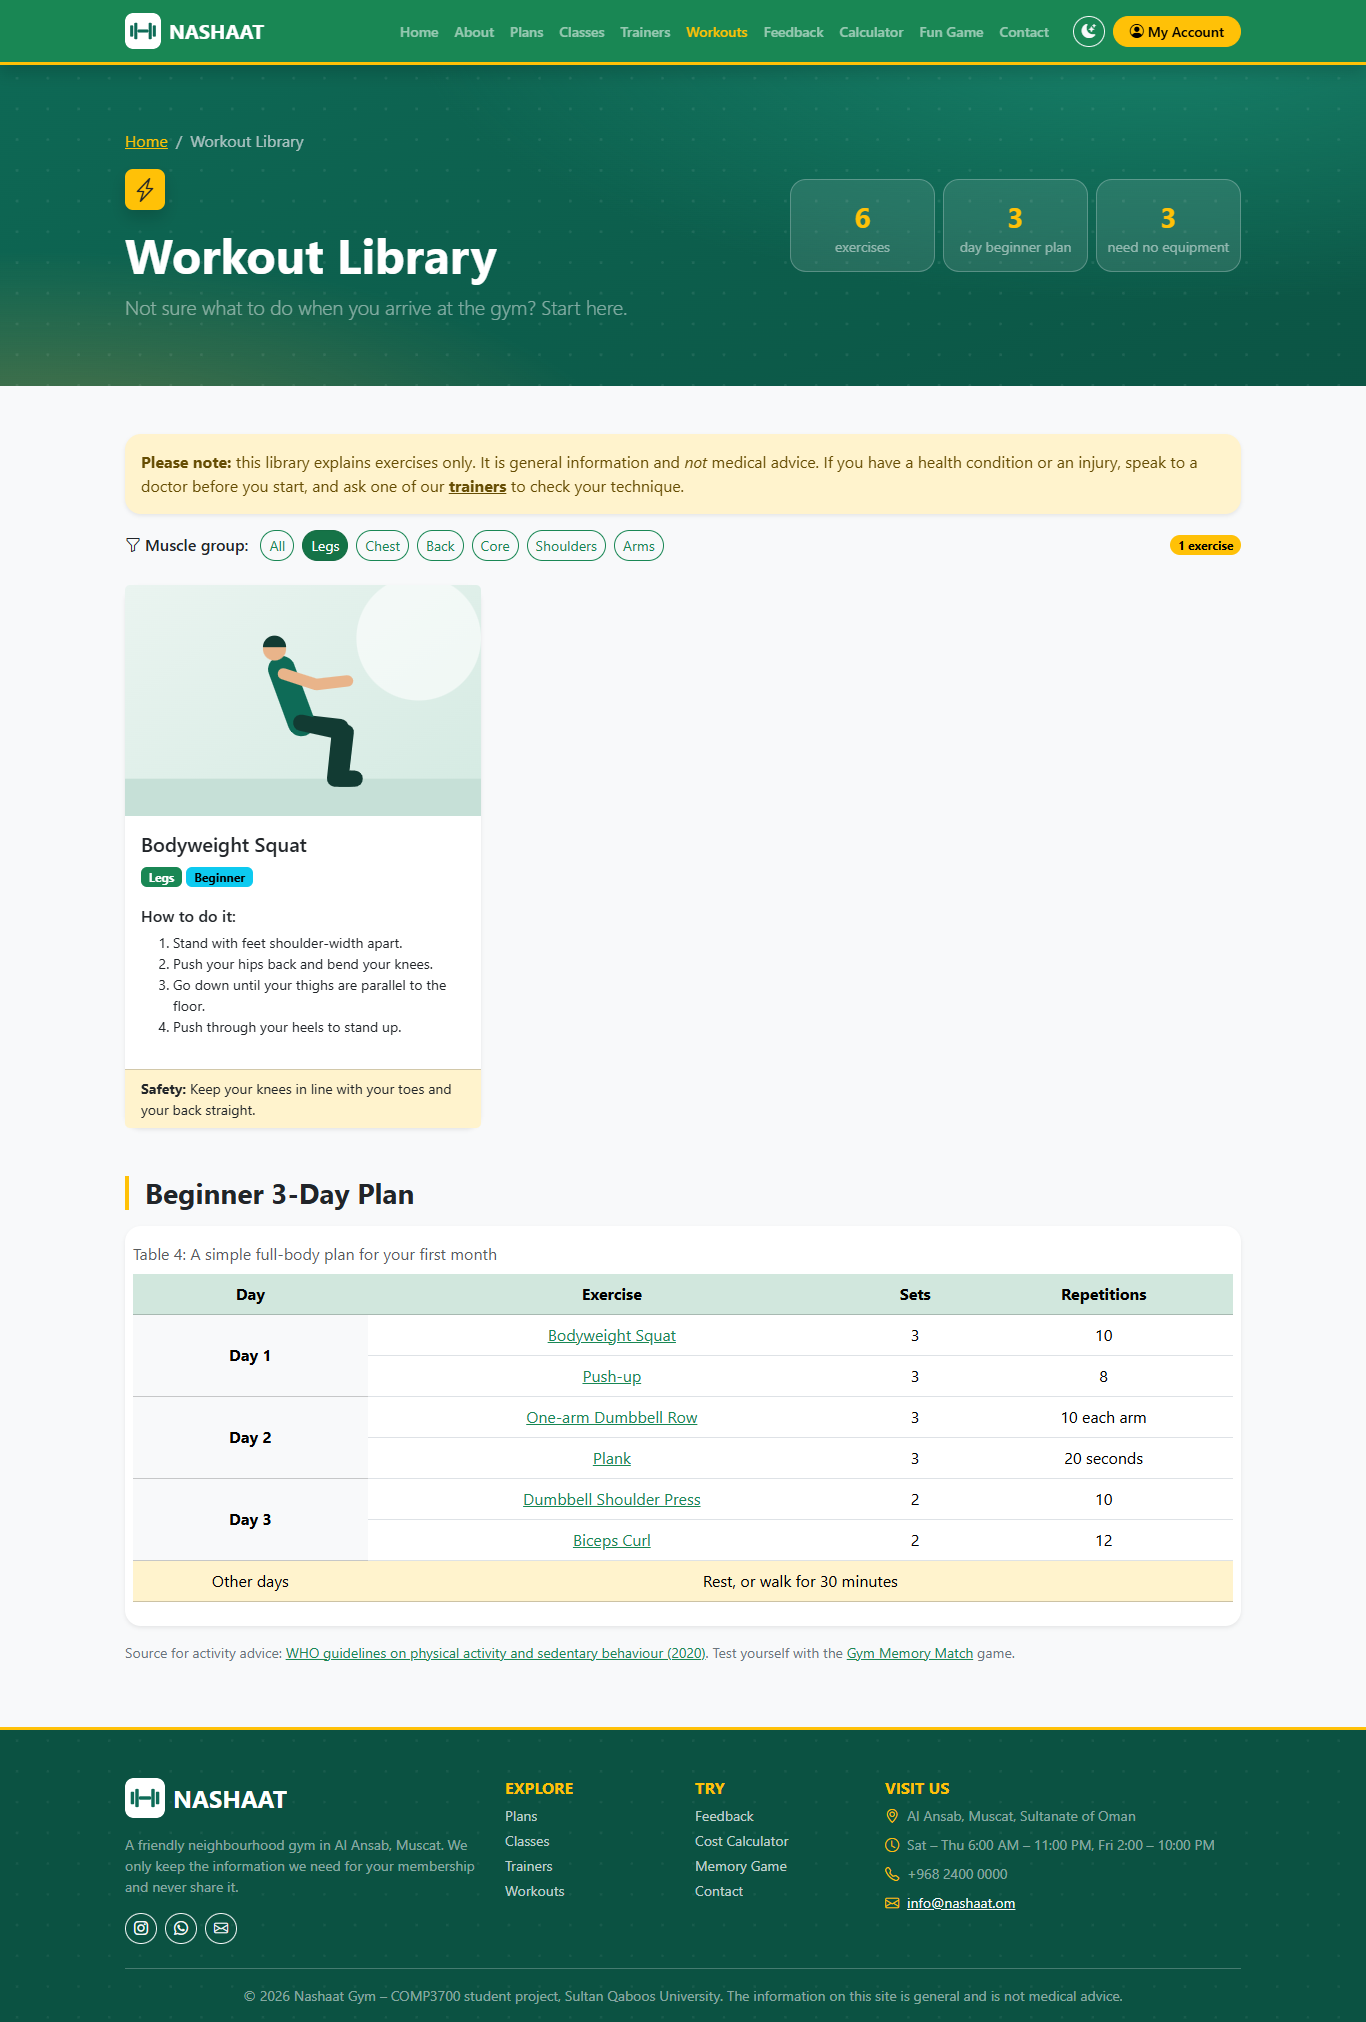 NASHAAT
Home About Plans Classes Trainers Workouts Feedback Calculator Fun Game Contact My Account
Home / Workout Library
Workout Library
Not sure what to do when you arrive at the gym? Start here.
6
exercises
3
day beginner plan
3
need no equipment
Please note: this library explains exercises only. It is general information and not medical advice. If you have a health condition or an injury, speak to a
doctor before you start, and ask one of our trainers to check your technique.
Muscle group: All Legs Chest Back Core Shoulders Arms
1 exercise
Bodyweight Squat
Legs Beginner
How to do it:
1. Stand with feet shoulder-width apart.
2. Push your hips back and bend your knees.
3. Go down until your thighs are parallel to the
floor.
4. Push through your heels to stand up.
Safety: Keep your knees in line with your toes and
your back straight.
Beginner 3-Day Plan
Table 4: A simple full-body plan for your first month
Day Exercise Sets Repetitions
Day 1
Bodyweight Squat 3 10
Push-up 3 8
Day 2
One-arm Dumbbell Row 3 10 each arm
Plank 3 20 seconds
Day 3
Dumbbell Shoulder Press 2 10
Biceps Curl 2 12
Other days Rest, or walk for 30 minutes
Source for activity advice: WHO guidelines on physical activity and sedentary behaviour (2020). Test yourself with the Gym Memory Match game.
NASHAAT
A friendly neighbourhood gym in Al Ansab, Muscat. We
only keep the information we need for your membership
and never share it.
EXPLORE
Plans
Classes
Trainers
Workouts
TRY
Feedback
Cost Calculator
Memory Game
Contact
VISIT US
Al Ansab, Muscat, Sultanate of Oman
Sat – Thu 6:00 AM – 11:00 PM, Fri 2:00 – 10:00 PM
+968 2400 0000
info@nashaat.om
© 2026 Nashaat Gym – COMP3700 student project, Sultan Qaboos University. The information on this site is general and is not medical advice.